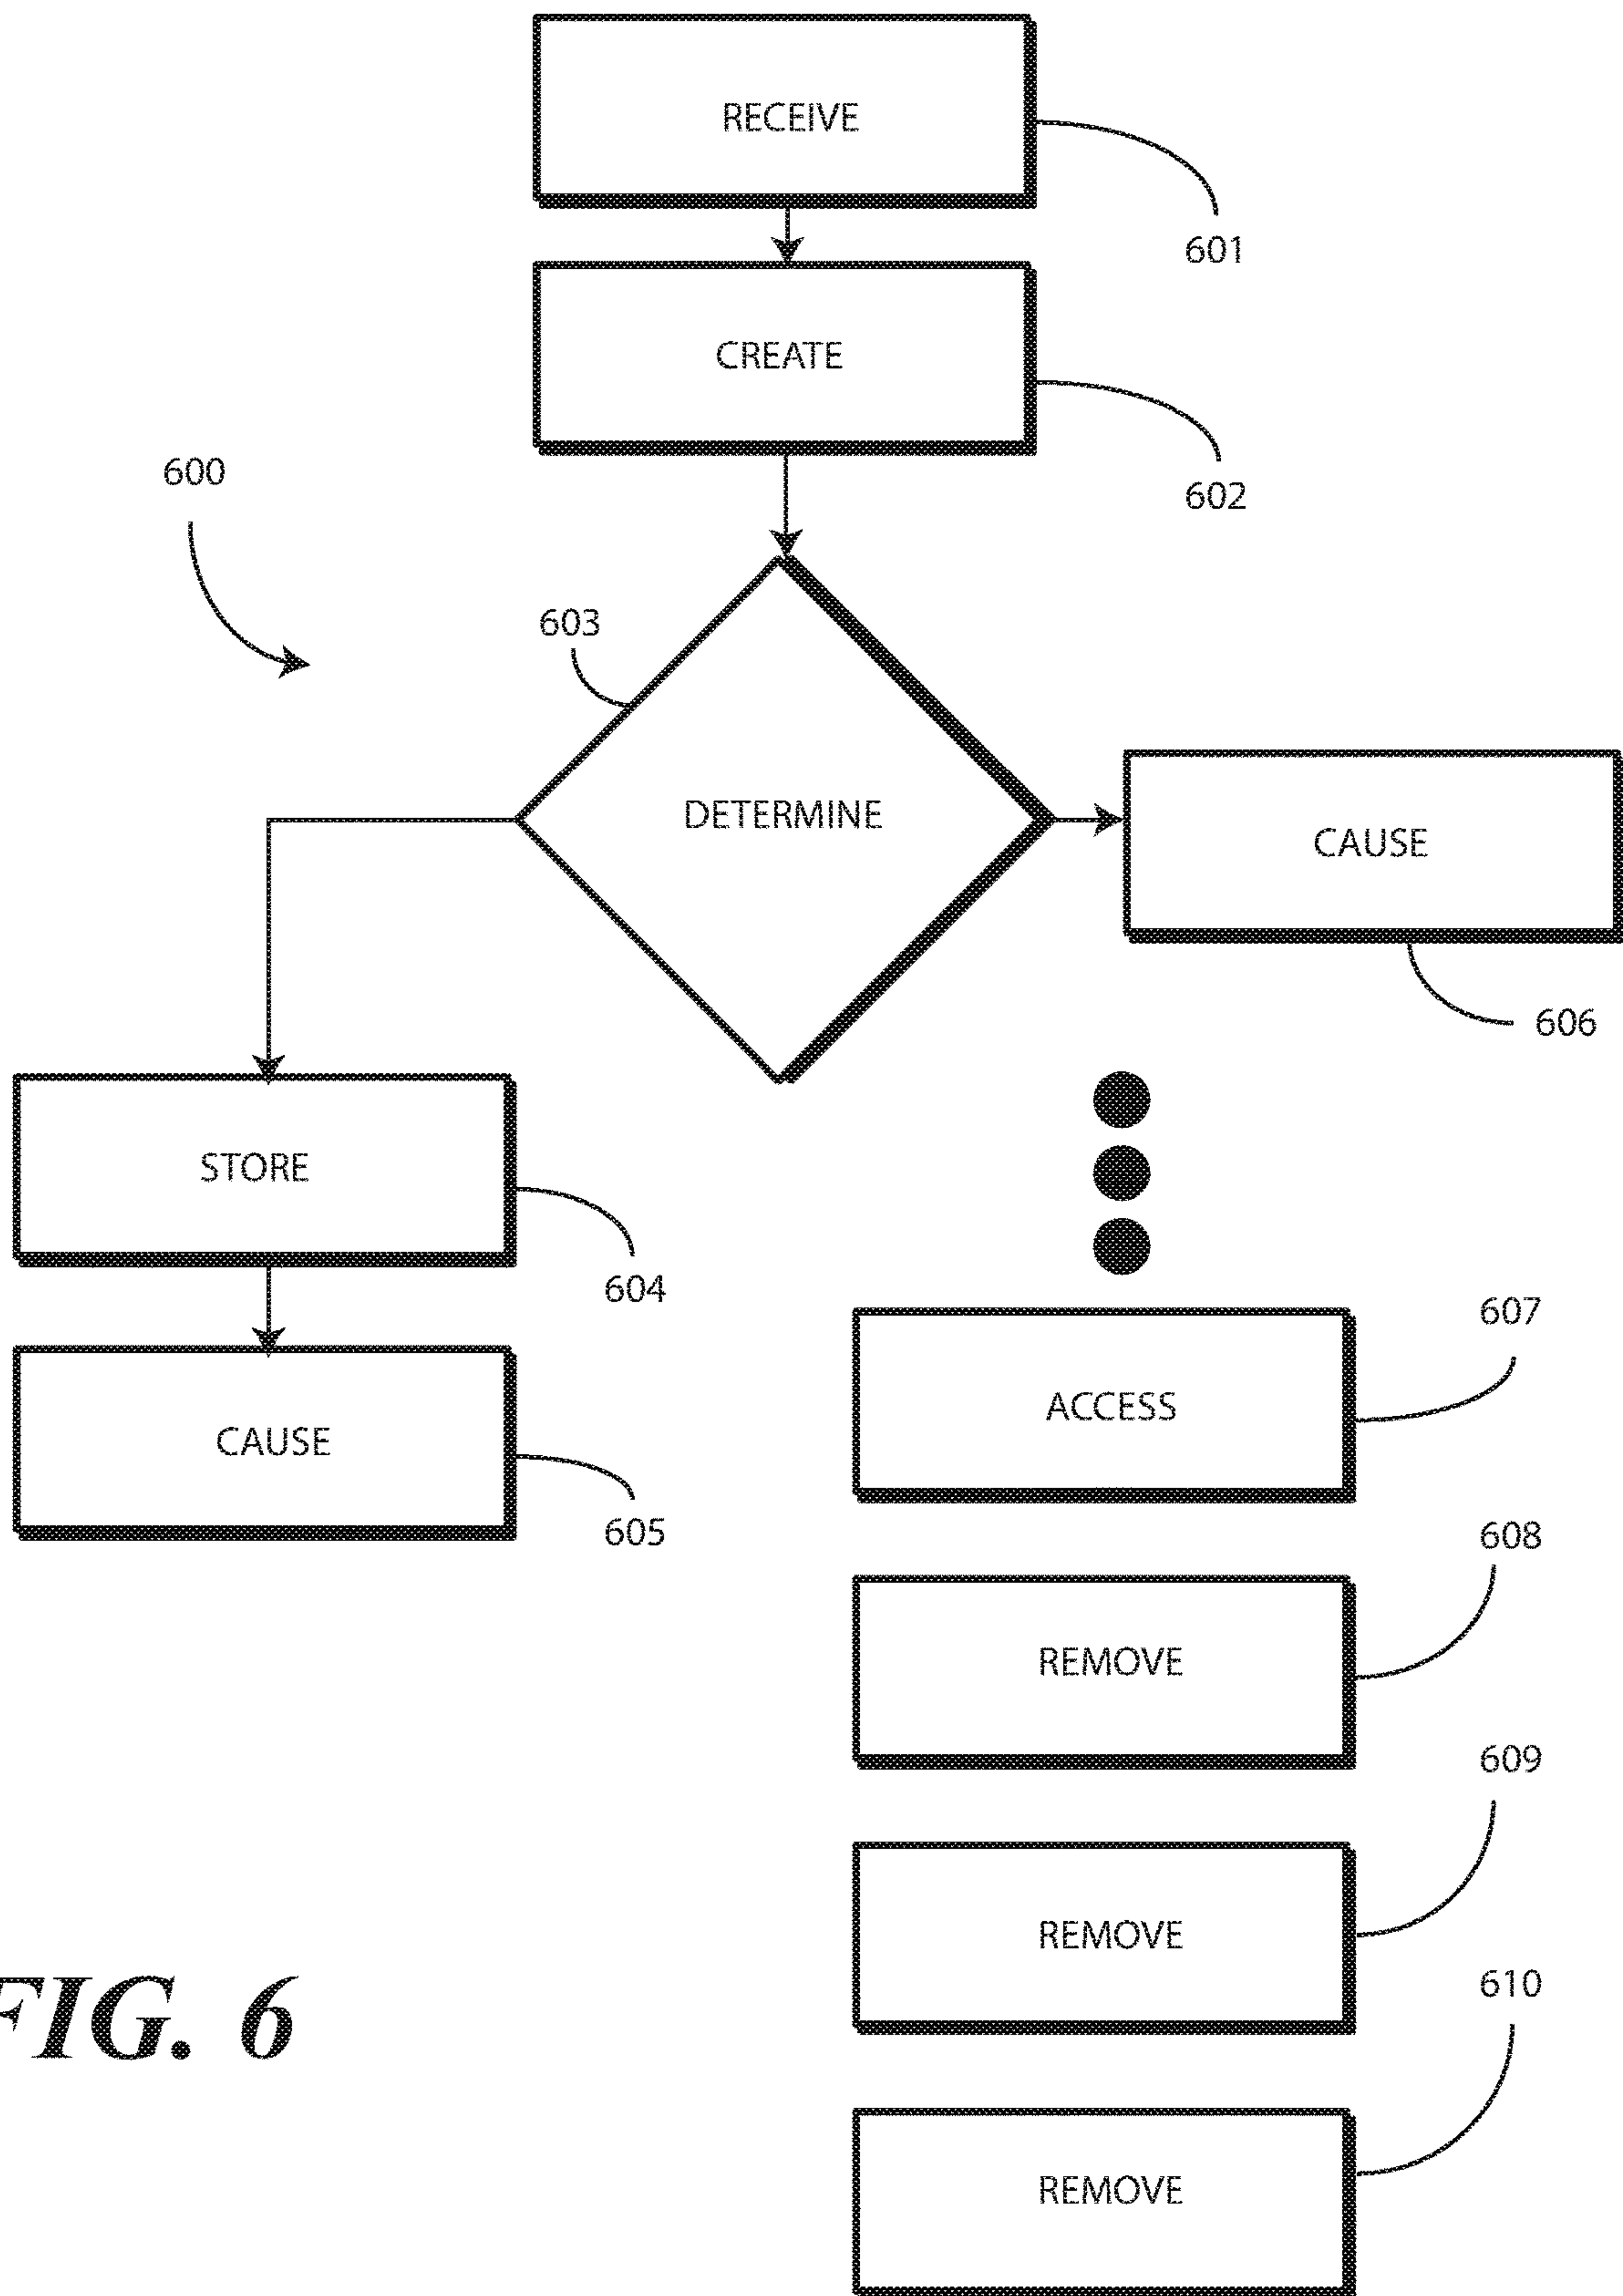 RECEIVE
601
CREATE
602
600
603
DETERMINE
CAUSE
606
STORE
604
607
ACCESS
CAUSE
605
608
REMOVE
609
REMOVE
610
FIG. 6
REMOVE